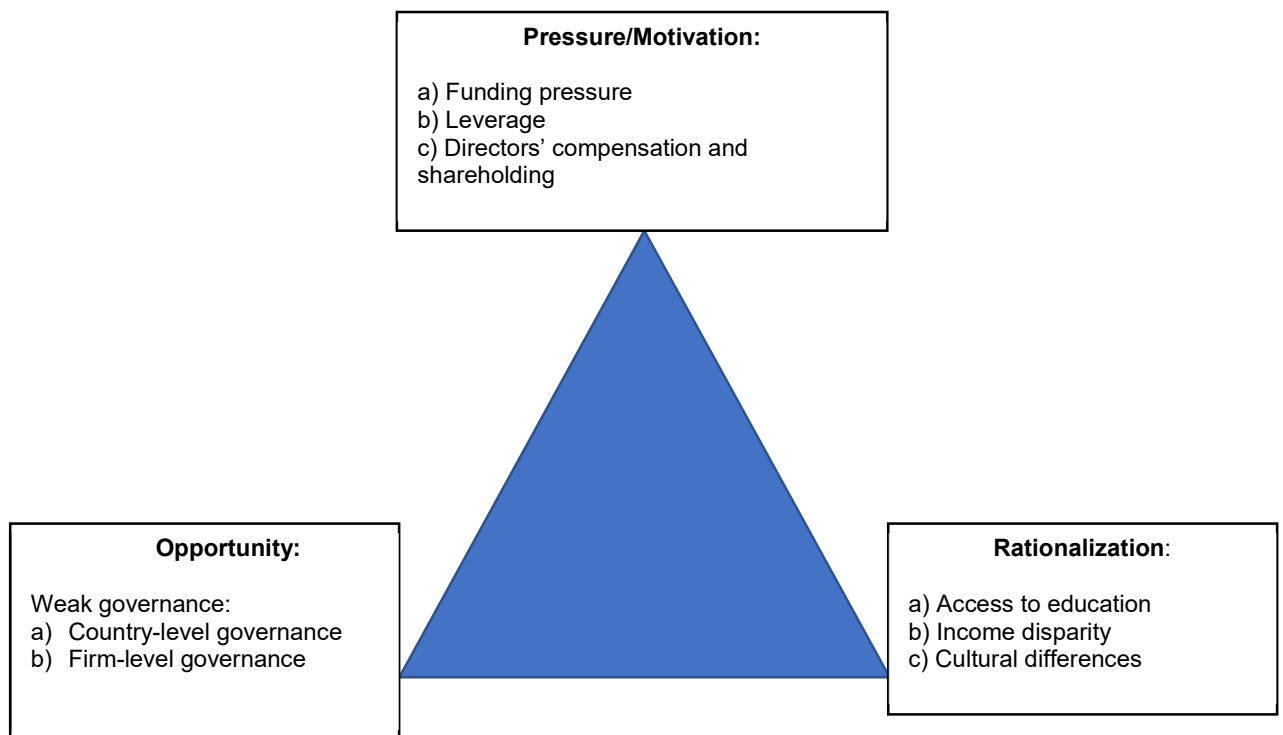 Pressure/Motivation:
a) Funding pressure
b) Leverage
c) Directors’ compensation and
shareholding
Opportunity:
Weak governance:
a) Country-level governance
b) Firm-level governance
Rationalization:
a) Access to education
b) Income disparity
c) Cultural differences